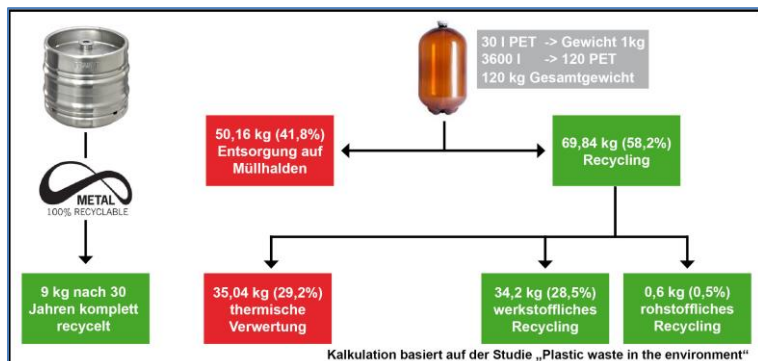 30 l PET -> Gewicht 1kg
3600 l -> 120 PET
120 kg Gesamtgewicht
50,16 kg (41,8%)
Entsorgung auf
Müllhalden
69,84 kg (58,2%)
Recycling
METAL
100% RECYCLABLE
9 kg nach 30
Jahren komplett
recycelt
35,04 kg (29,2%)
thermische
Verwertung
34,2 kg (28,5%)
werkstoffliches
Recycling
0,6 kg (0,5%)
rohstoffliches
Recycling
Kalkulation basiert auf der Studie „Plastic waste in the environment“